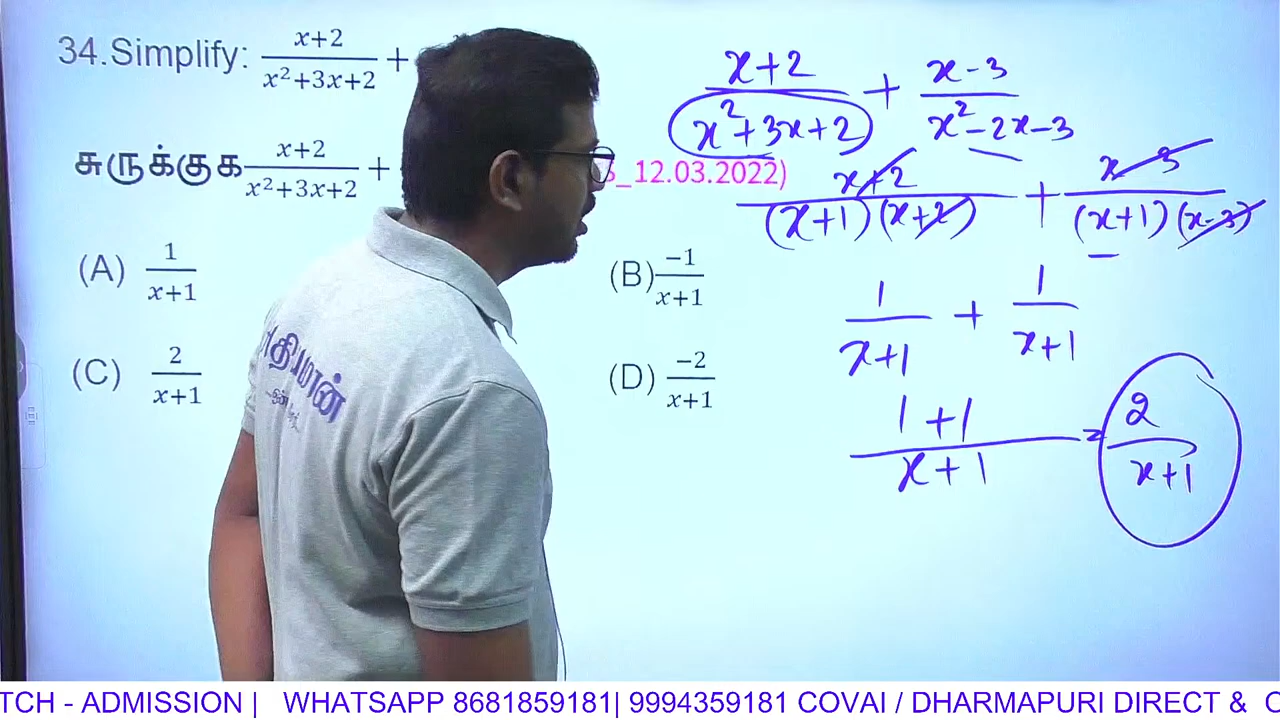 34.Simplify: x+2/x²+3x+2 +
சுருக்குக x+2/x²+3x+2 + _12.03.2022)
(A) 1/x+1 (B) -1/x+1
(C) 2/x+1 (D) -2/x+1
x+2/x²+3x+2 + x-3/x²-2x-3
x+2/(x+1)(x+2) + x-3/(x+1)(x-3)
1/x+1 + 1/x+1
1+1/x+1 = 2/x+1
தியமான்
TCH - ADMISSION | WHATSAPP 8681859181| 9994359181 COVAI / DHARMAPURI DIRECT &